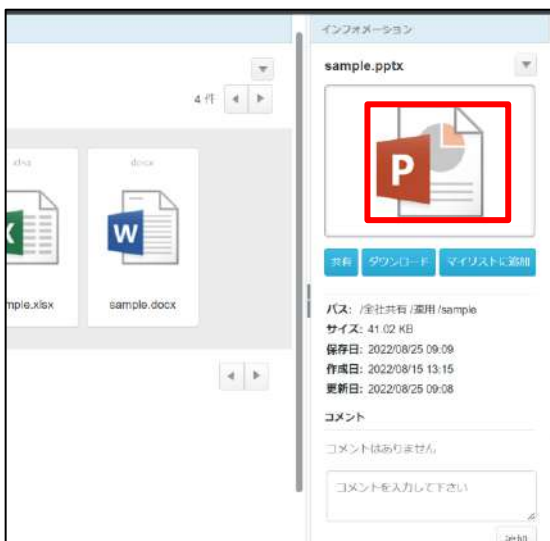 インフォメーション
sample.pptx
4 件
xlsx
docx
P
W
mple.xlsx
sample.docx
共有
ダウンロード
マイリストに追加
パス: /全社共有 /運用 /sample
サイズ: 41.02 KB
保存日: 2022/08/25 09:09
作成日: 2022/08/15 13:15
更新日: 2022/08/25 09:08
コメント
コメントはありません
コメントを入力して下さい